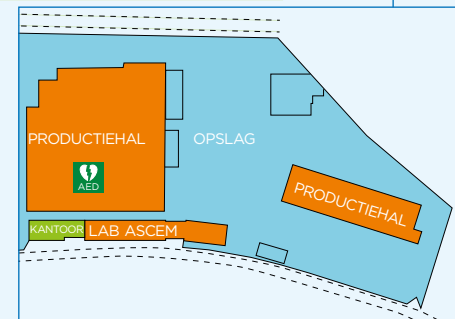 PRODUCTIEHAL
OPSLAG
AED
PRODUCTIEHAL
KANTOOR
LAB ASCEM